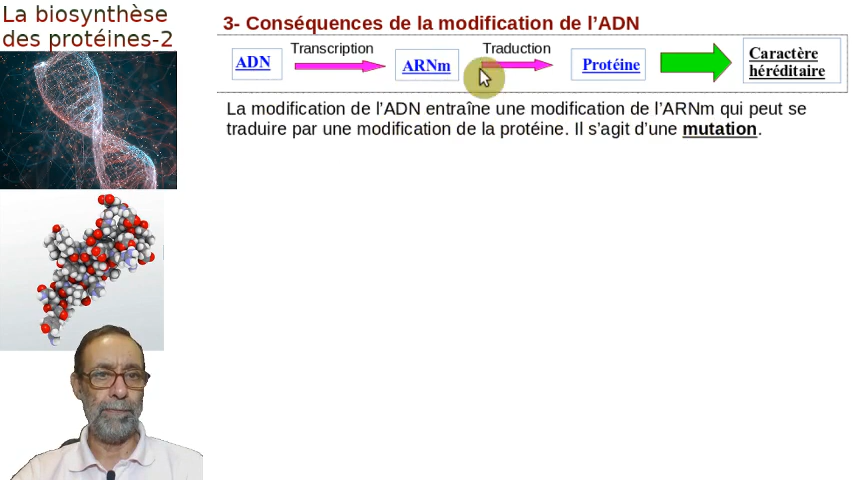 La biosynthèse
des protéines-2
3- Conséquences de la modification de l’ADN
ADN
Transcription
ARNm
Traduction
Protéine
Caractère
héréditaire
La modification de l’ADN entraîne une modification de l’ARNm qui peut se
traduire par une modification de la protéine. Il s’agit d’une mutation.